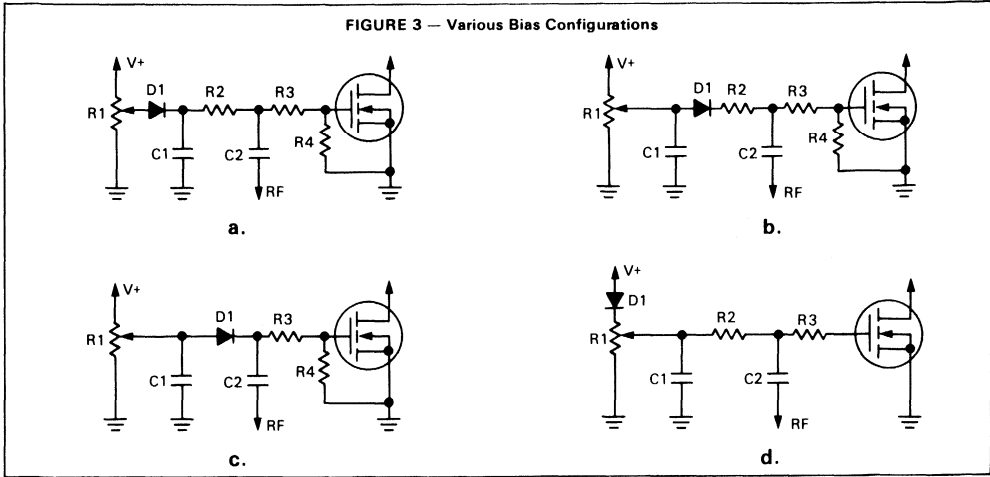 FIGURE 3 — Various Bias Configurations
V+
D1
R2
R3
R1
R4
C1
C2
RF
a.
V+
D1
R2
R3
R1
R4
C1
C2
RF
b.
V+
D1
R3
R1
R4
C1
C2
RF
c.
V+
D1
R2
R3
R1
C1
C2
RF
d.